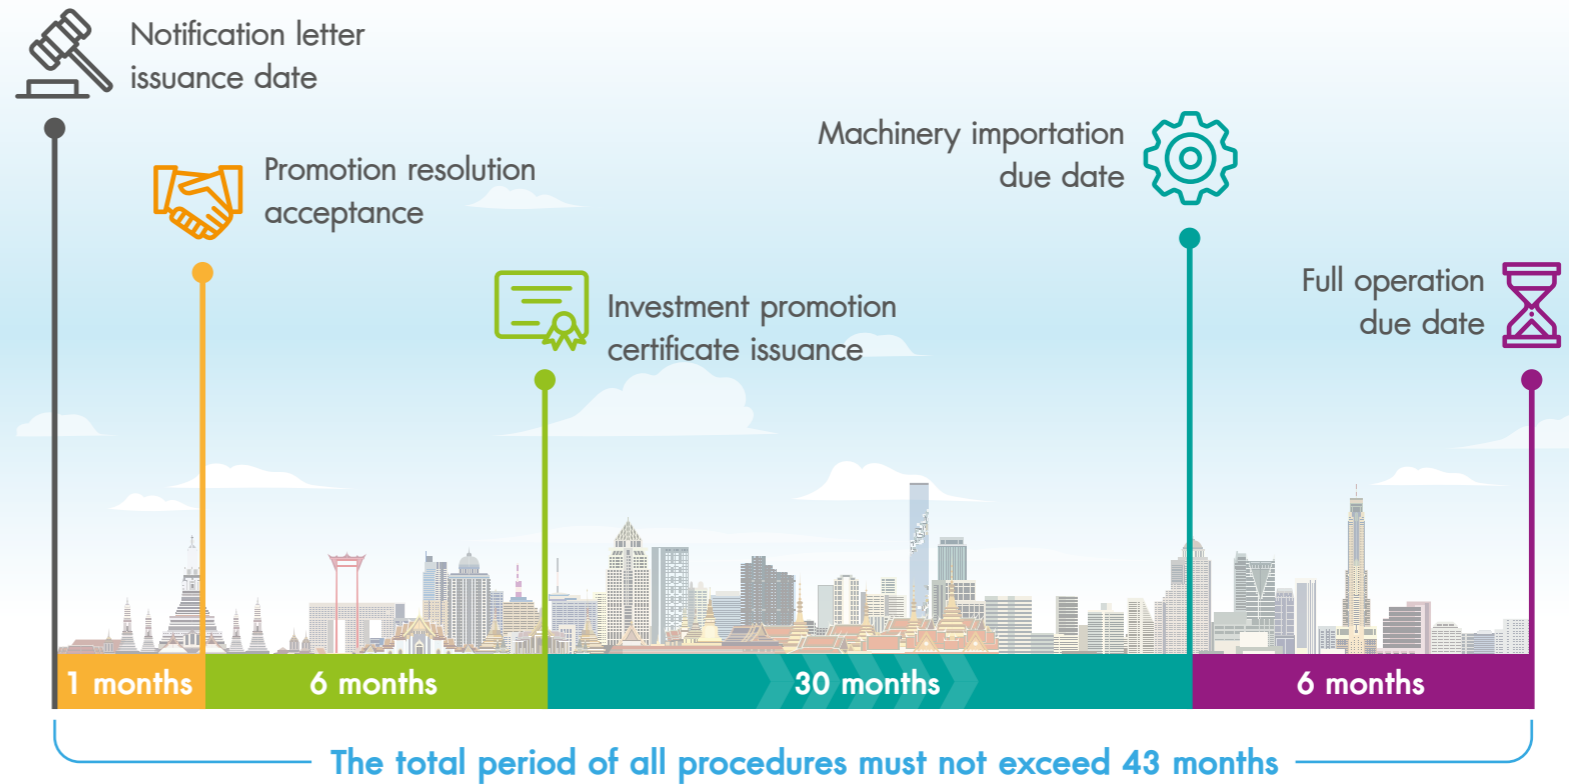 Notification letter
issuance date
Promotion resolution
acceptance
Investment promotion
certificate issuance
Machinery importation
due date
Full operation
due date
1 months
6 months
30 months
6 months
The total period of all procedures must not exceed 43 months